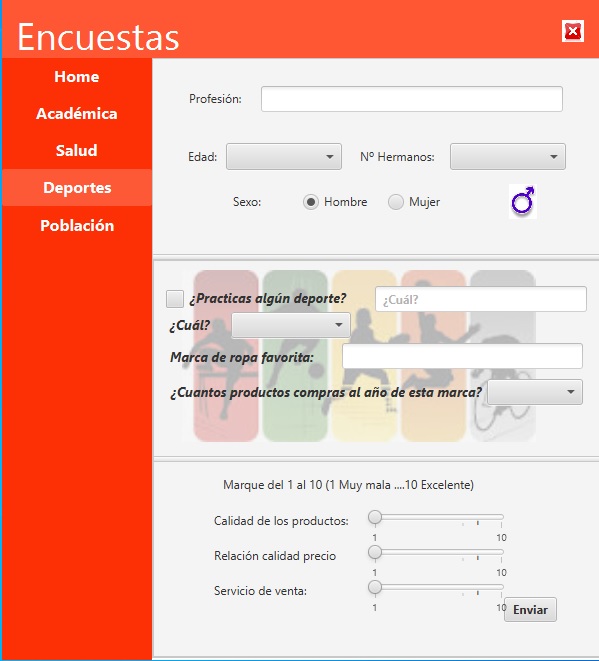 Encuestas
Home
Académica
Salud
Deportes
Población
Profesión:
Edad: Nº Hermanos:
Sexo: Hombre Mujer
¿Practicas algún deporte? ¿Cuál?
¿Cuál?
Marca de ropa favorita:
¿Cuantos productos compras al año de esta marca?
Marque del 1 al 10 (1 Muy mala ....10 Excelente)
Calidad de los productos:
1 10
Relación calidad precio
1 10
Servicio de venta:
1 10
Enviar